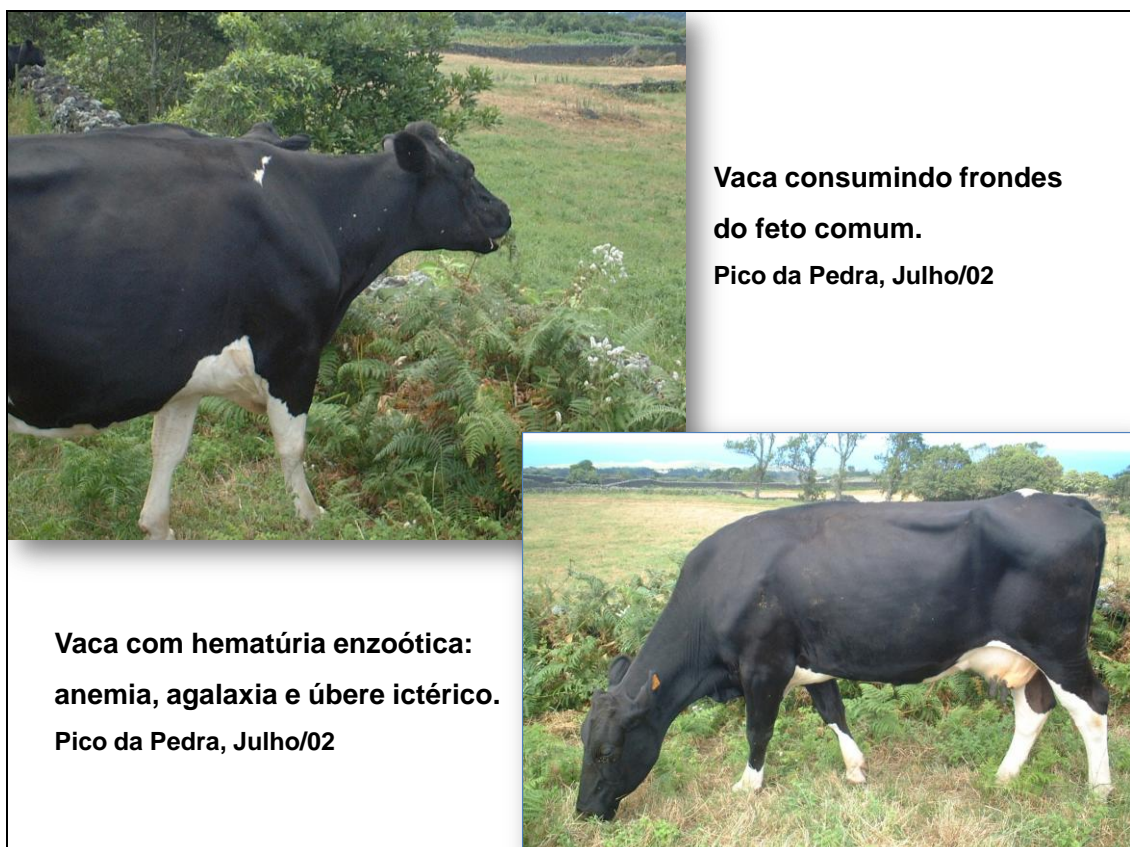 Vaca consumindo frondes
do feto comum.
Pico da Pedra, Julho/02
Vaca com hematúria enzoótica:
anemia, agalaxia e úbere ictérico.
Pico da Pedra, Julho/02